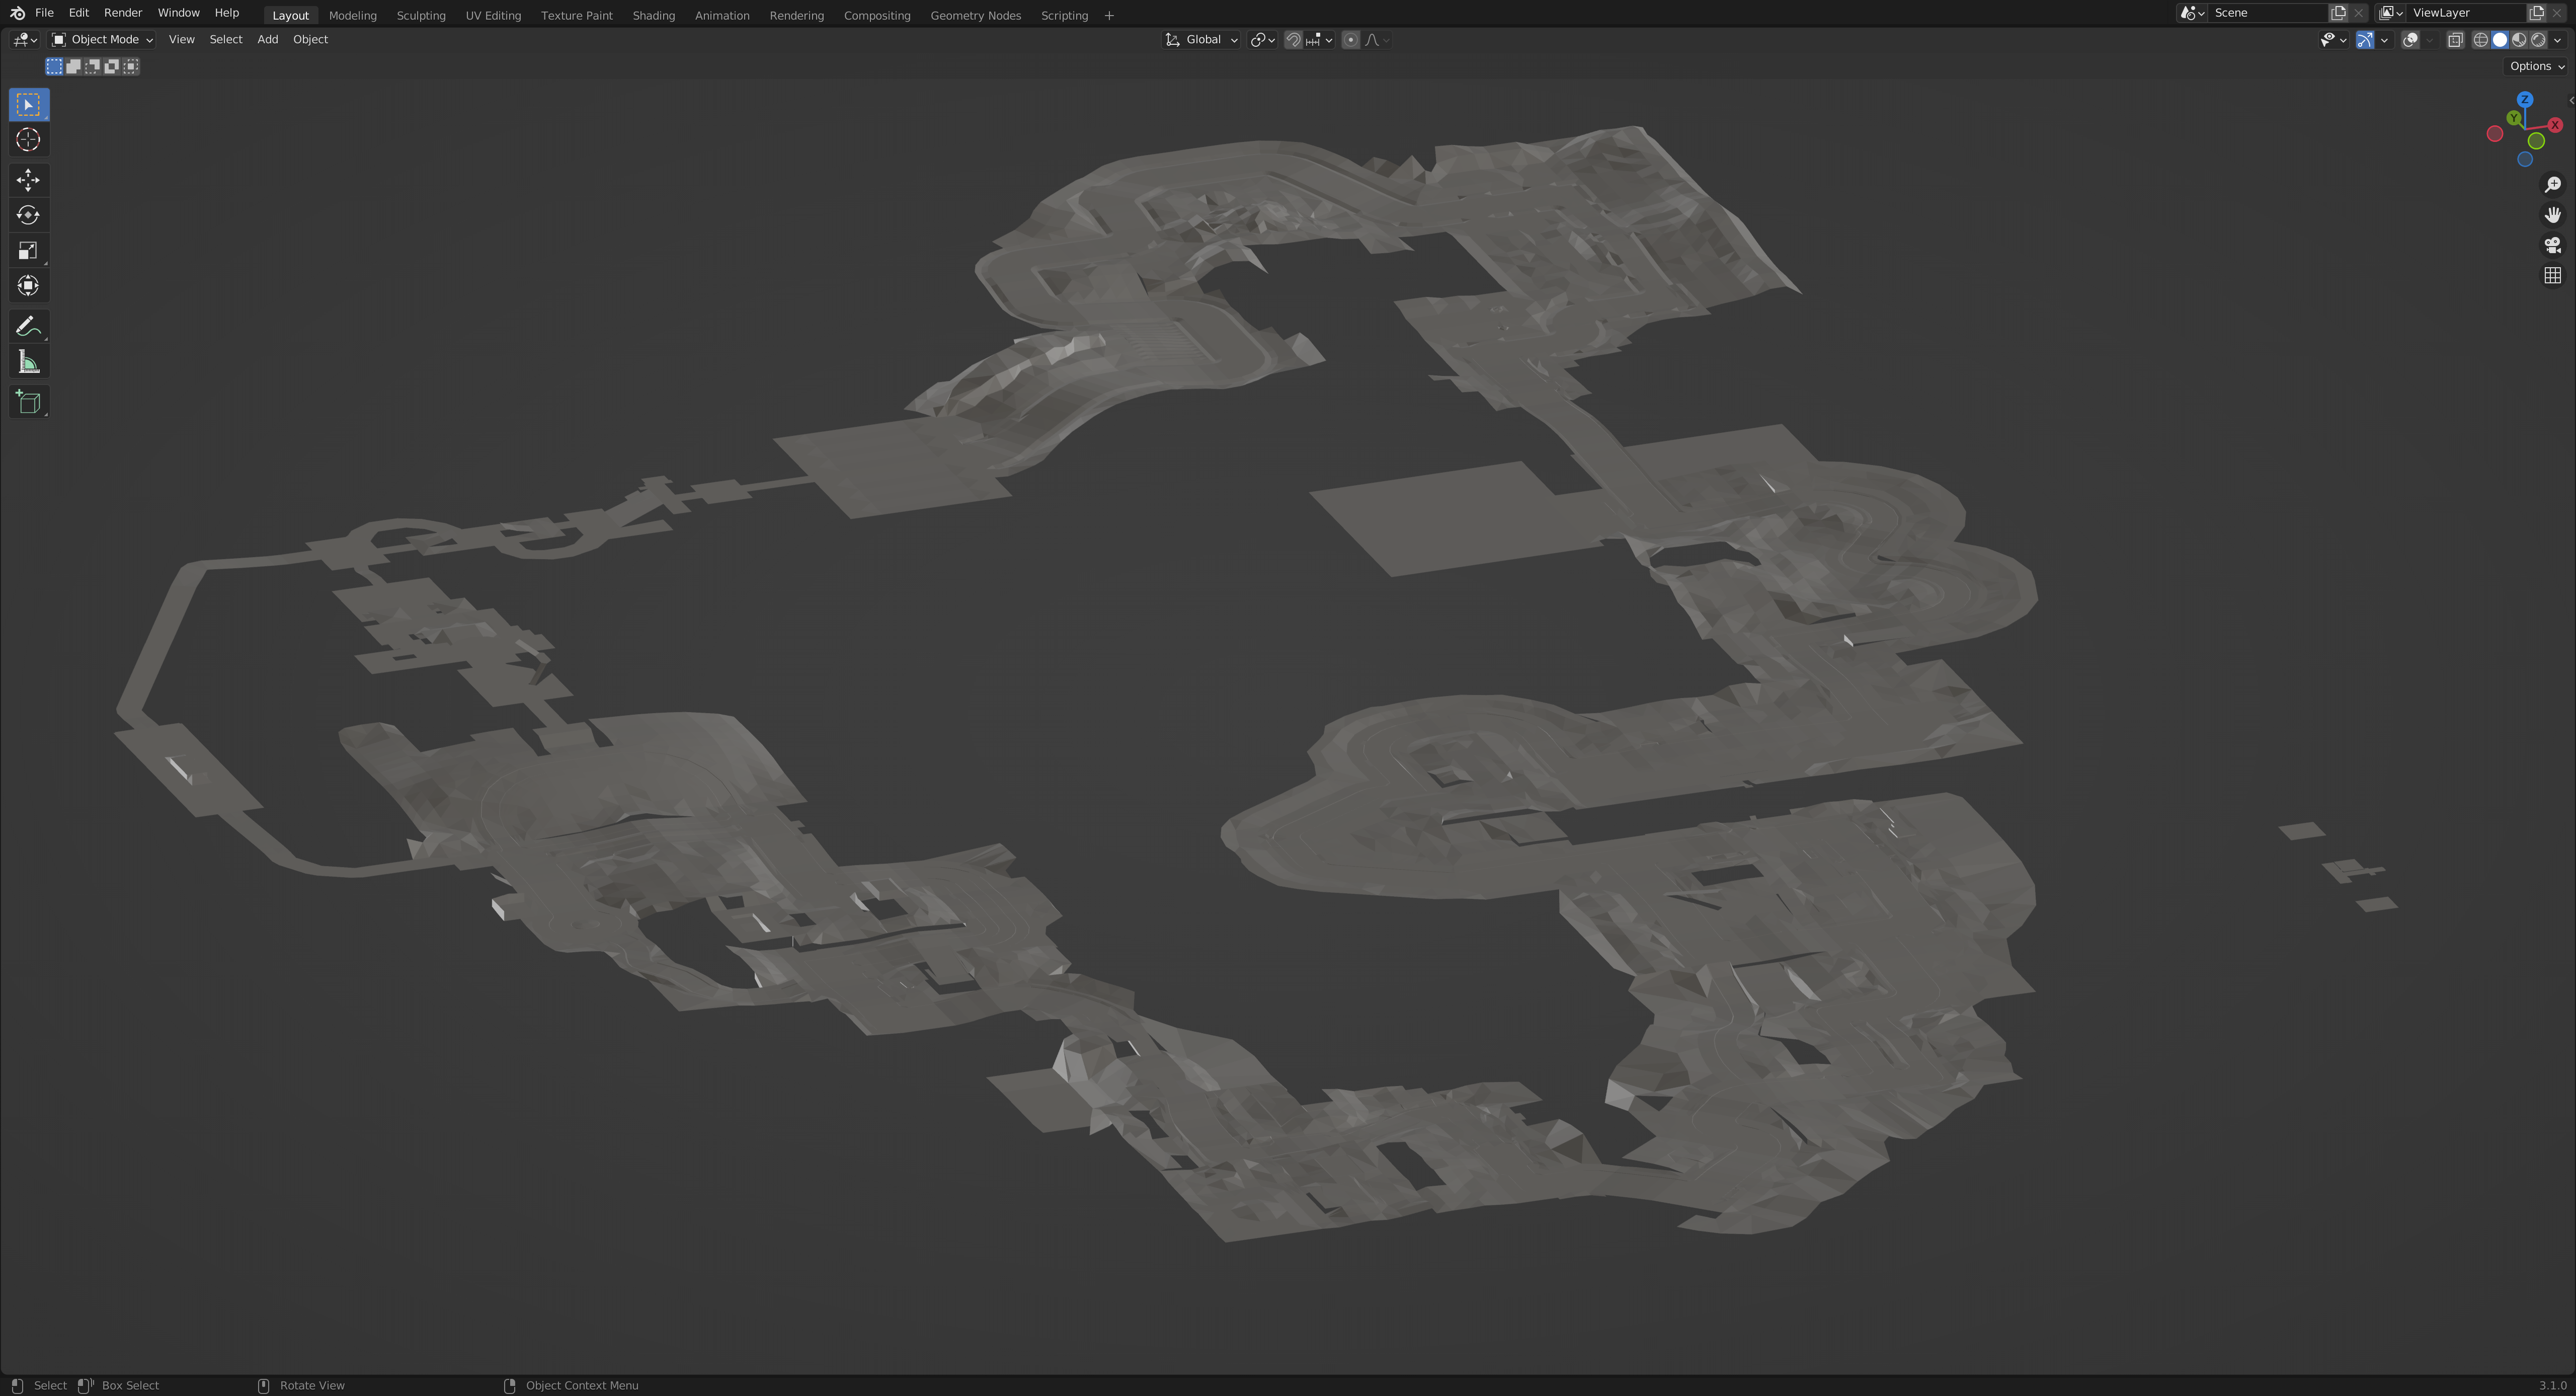 File Edit Render Window Help Layout Modeling Sculpting UV Editing Texture Paint Shading Animation Rendering Compositing Geometry Nodes Scripting + Scene ViewLayer
Object Mode View Select Add Object Global
Options
Z
Y
X
Select Box Select Rotate View Object Context Menu 3.1.0